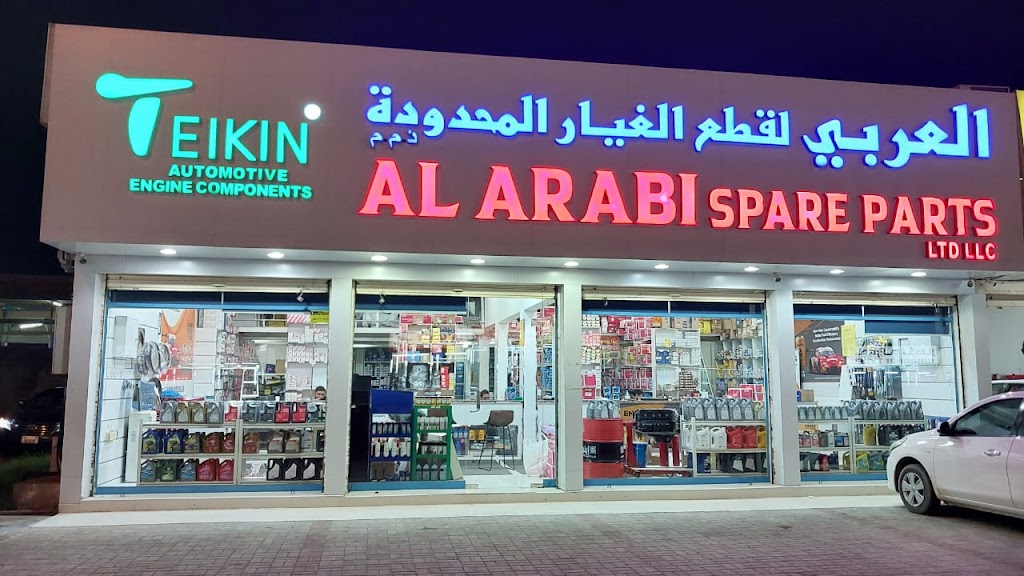 TEIKIN
AUTOMOTIVE
ENGINE COMPONENTS
العربي لقطع الغيار المحدودة
ذ م م
AL ARABI SPARE PARTS
LTD LLC